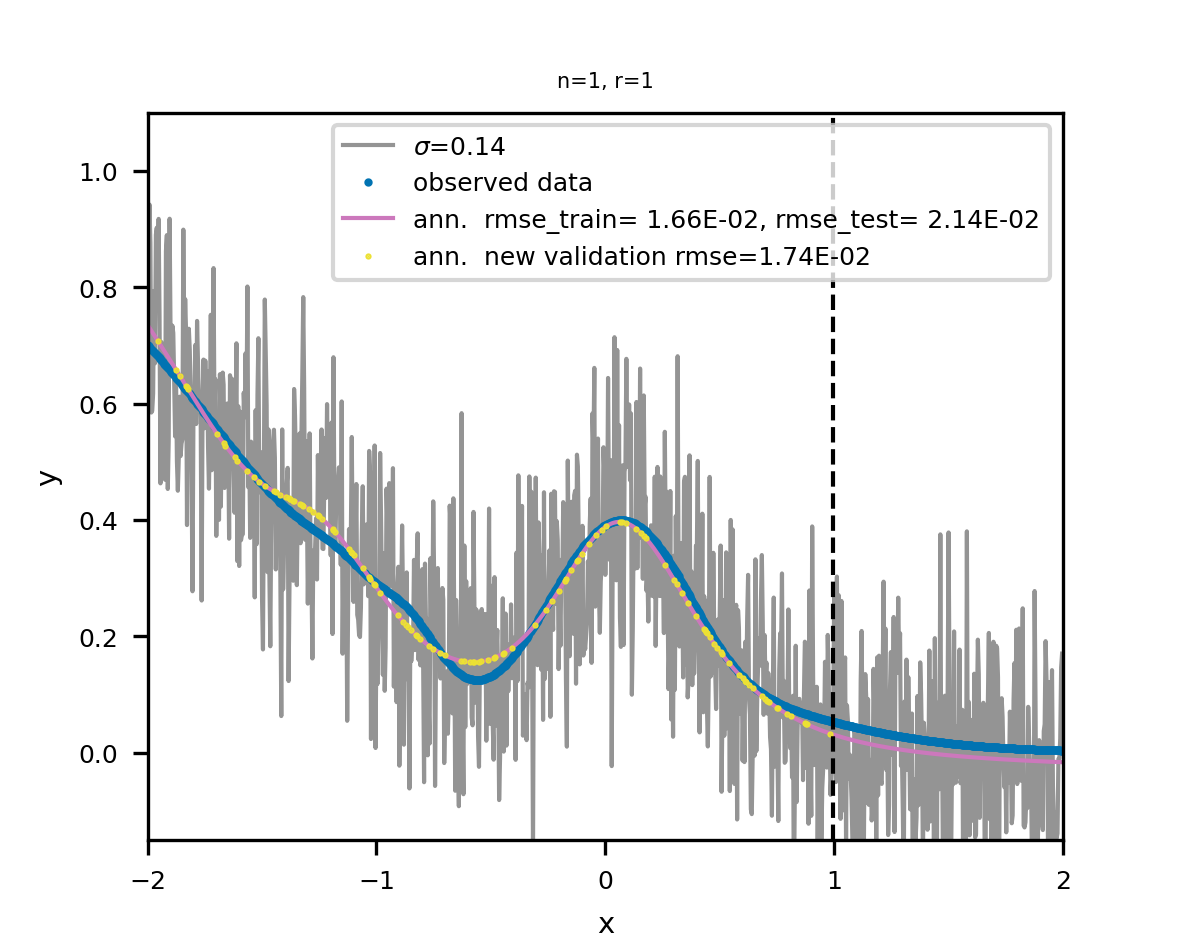 n=1, r=1
σ=0.14
observed data
ann.  rmse_train= 1.66E-02, rmse_test= 2.14E-02
ann.  new validation rmse=1.74E-02
1.0
0.8
0.6
0.4
0.2
0.0
y
−2
−1
0
1
2
x